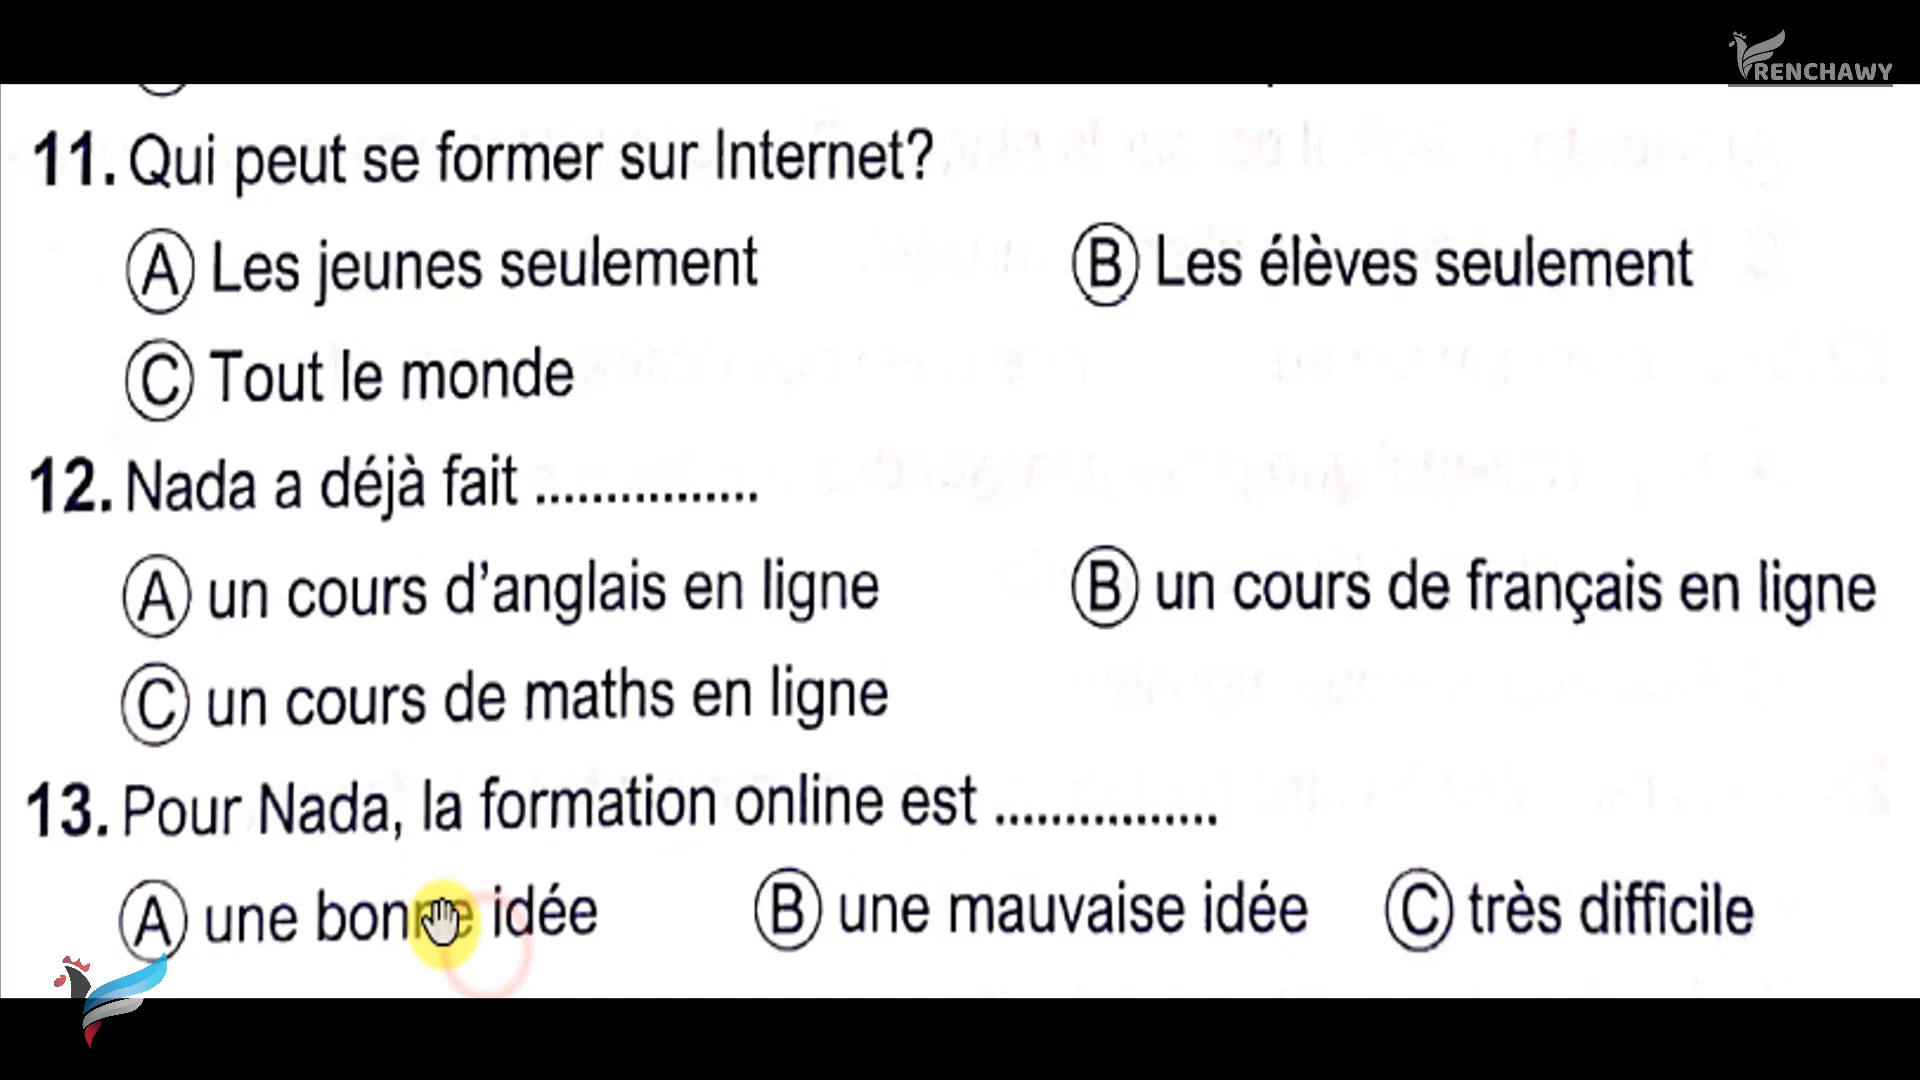 RENCHAWY
11. Qui peut se former sur Internet?
Ⓐ Les jeunes seulement Ⓑ Les élèves seulement
Ⓒ Tout le monde
12. Nada a déjà fait ................
Ⓐ un cours d’anglais en ligne Ⓑ un cours de français en ligne
Ⓒ un cours de maths en ligne
13. Pour Nada, la formation online est ................
Ⓐ une bonne idée Ⓑ une mauvaise idée Ⓒ très difficile